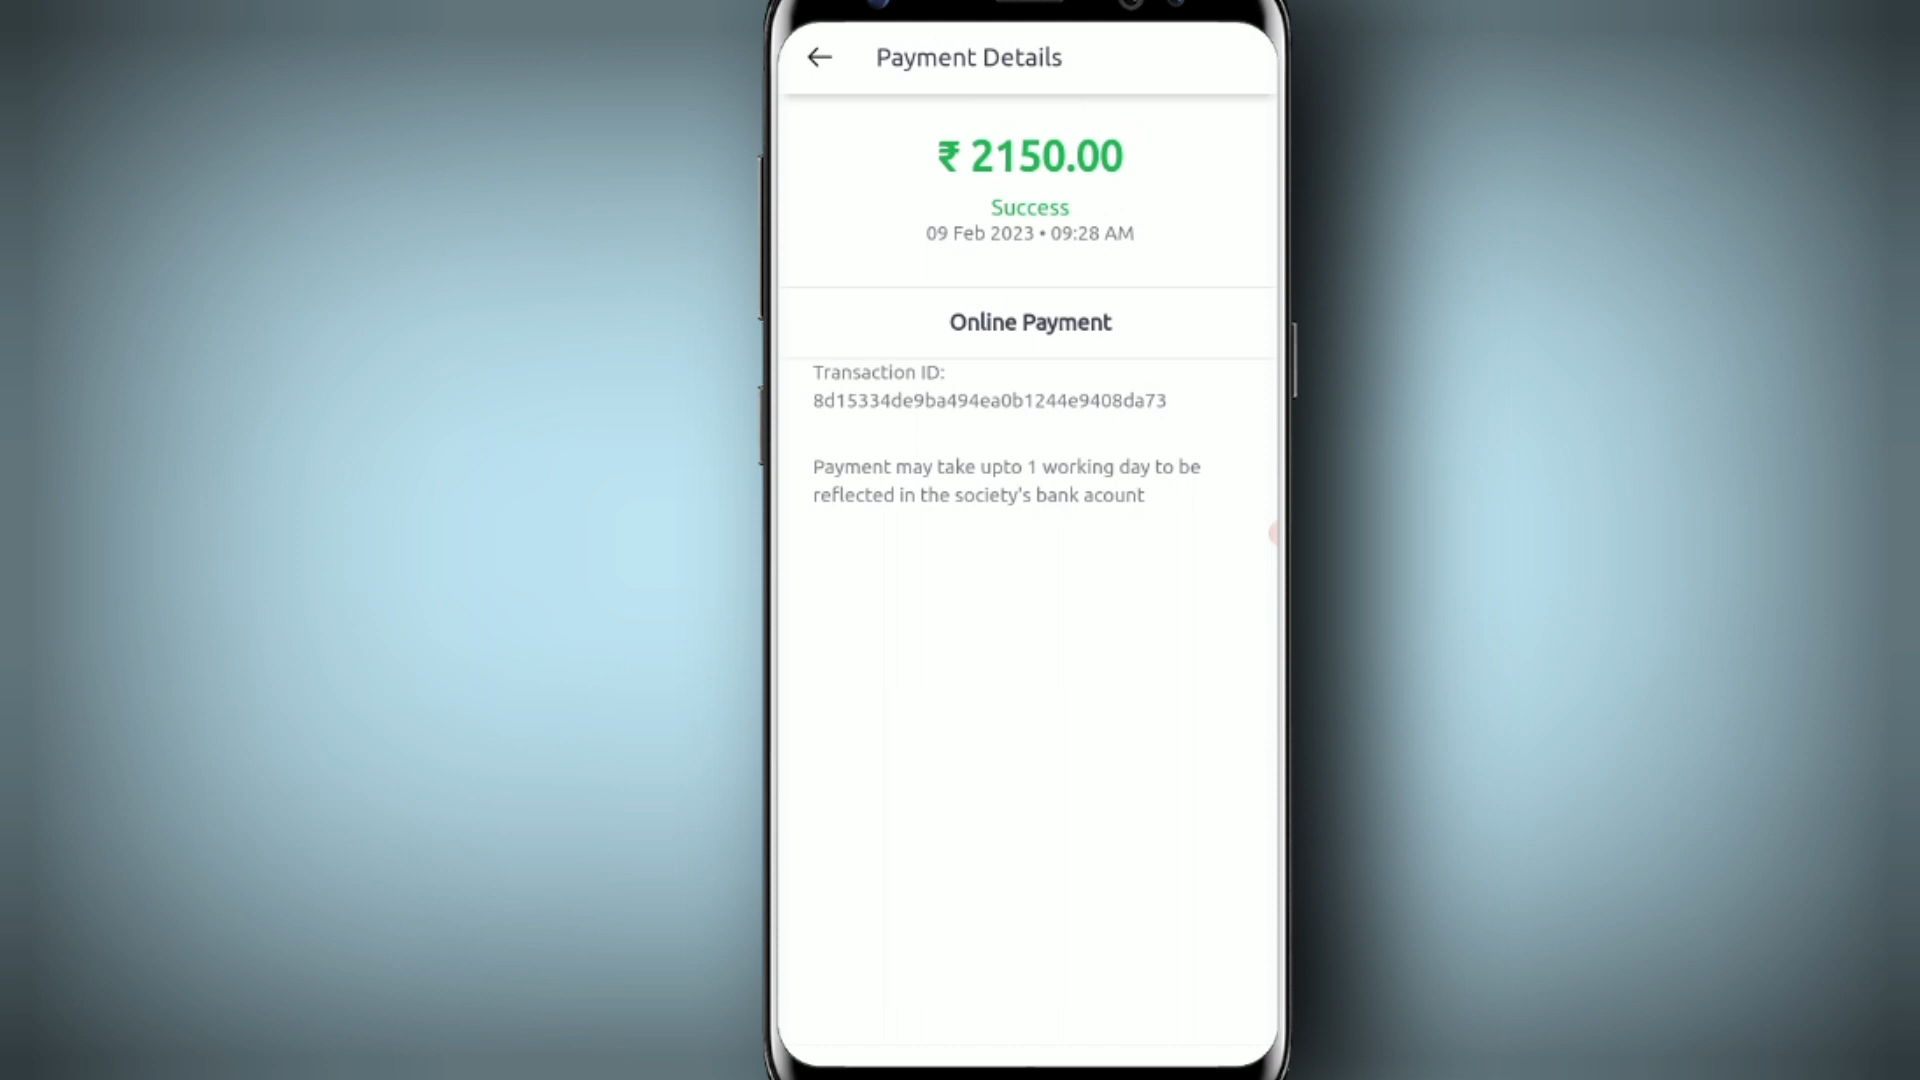 Payment Details
₹ 2150.00
Success
09 Feb 2023 • 09:28 AM
Online Payment
Transaction ID:
8d15334de9ba494ea0b1244e9408da73
Payment may take upto 1 working day to be
reflected in the society's bank acount